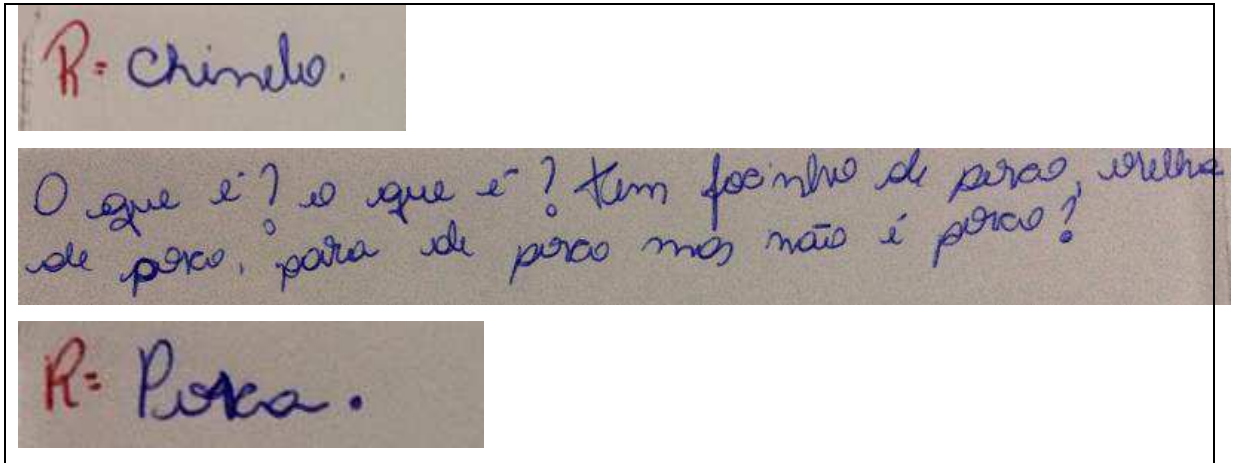 R= Chinelo.
O que é? o que é? tem focinho de porco, orelha
de porco, pata de porco mas não é porco?
R= Porca.